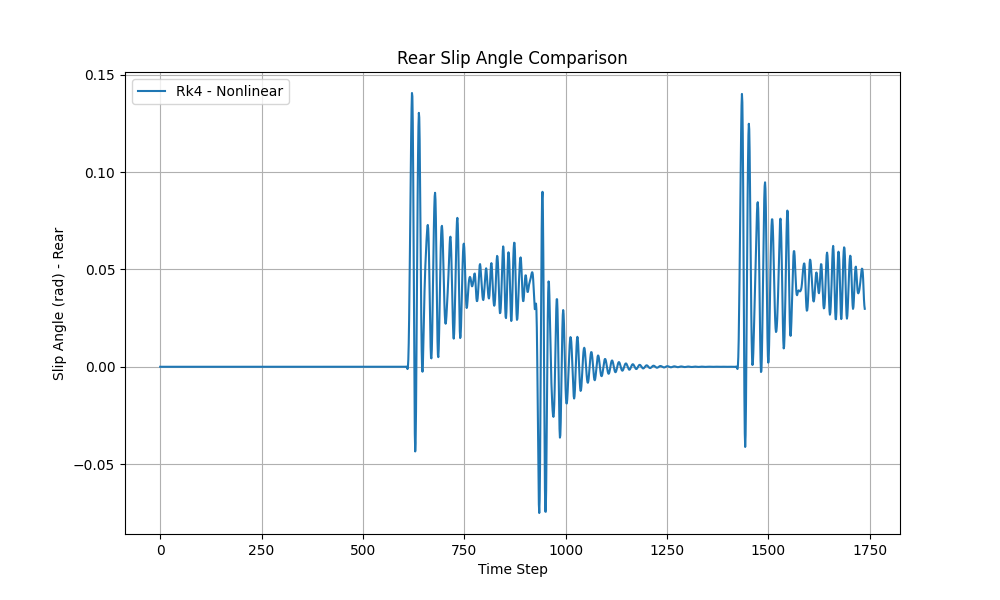 Rear Slip Angle Comparison
Rk4 - Nonlinear
Slip Angle (rad) - Rear
0.15
0.10
0.05
0.00
−0.05
0 250 500 750 1000 1250 1500 1750
Time Step